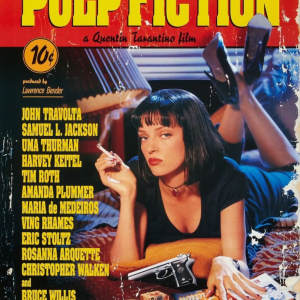 PULP FICTION
a Quentin Tarantino film
10¢
produced by
Lawrence Bender
JOHN TRAVOLTA
SAMUEL L. JACKSON
UMA THURMAN
HARVEY KEITEL
TIM ROTH
AMANDA PLUMMER
MARIA de MEDEIROS
VING RHAMES
ERIC STOLTZ
ROSANNA ARQUETTE
CHRISTOPHER WALKEN
and
BRUCE WILLIS